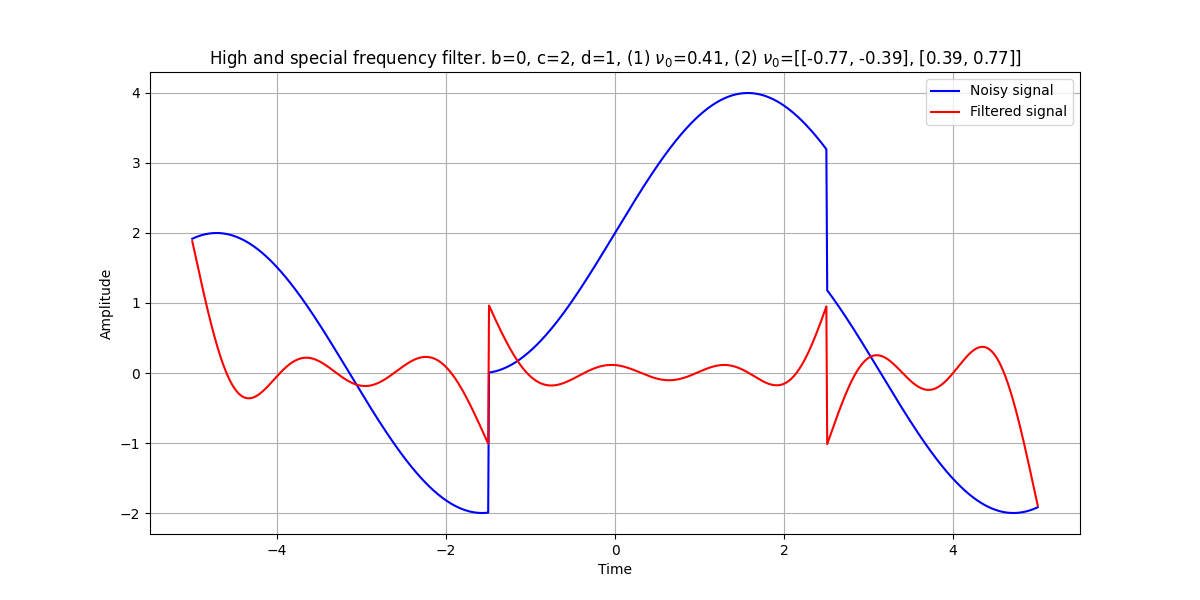 High and special frequency filter. b=0, c=2, d=1, (1) ν₀=0.41, (2) ν₀=[[-0.77, -0.39], [0.39, 0.77]]
Noisy signal
Filtered signal
Amplitude
4
3
2
1
0
−1
−2
−4
−2
0
2
4
Time